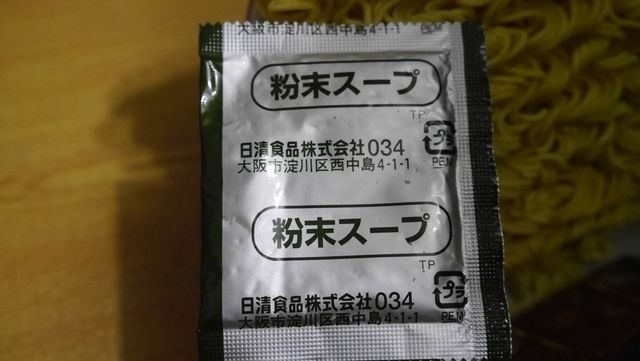 大阪市淀川区西中島4-1-1
粉末スープ
TP
プラ
日清食品株式会社034
PE,M
大阪市淀川区西中島4-1-1
粉末スープ
TP
プラ
日清食品株式会社034
PE,M
大阪市淀川区西中島4-1-1